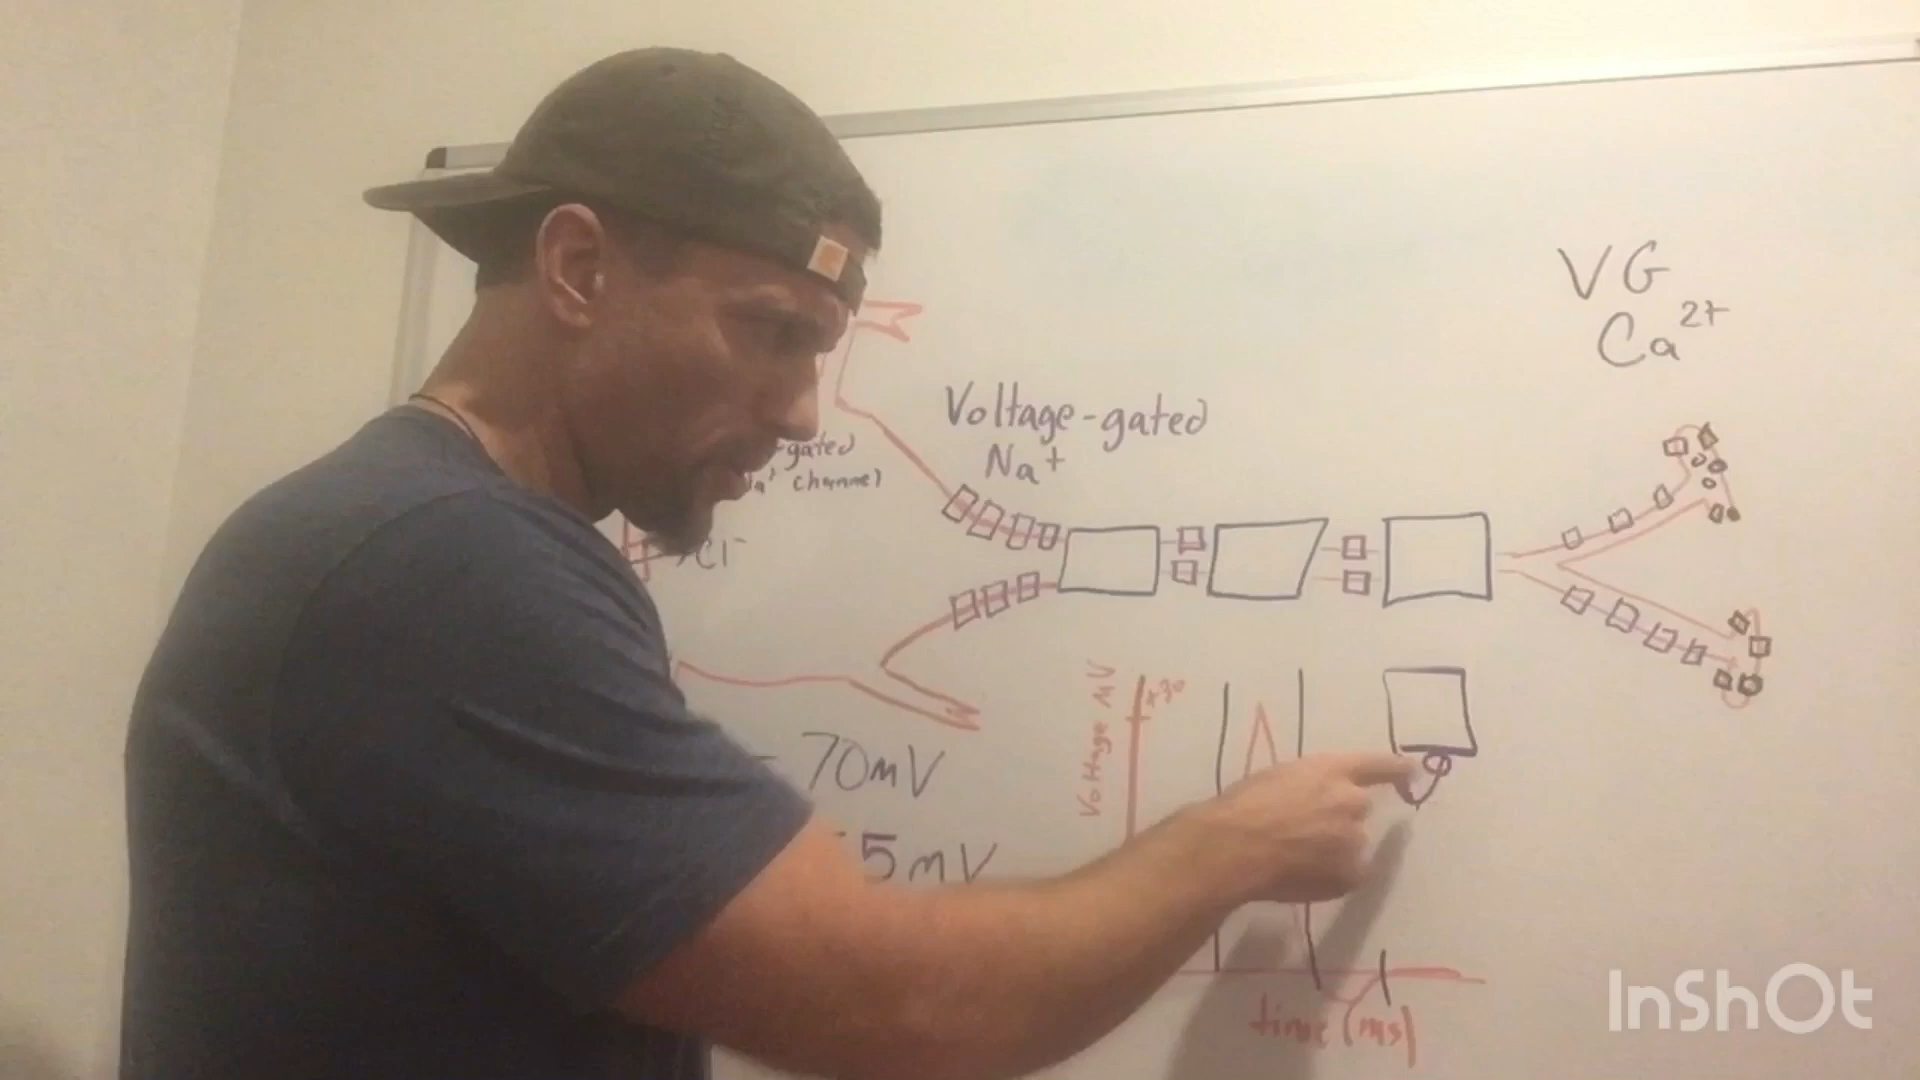 VG
Ca²⁺
Voltage-gated
Na⁺
-gated
channel)
Cl⁻
+30
Voltage MV
70mV
5mV
time (ms)
InShOt